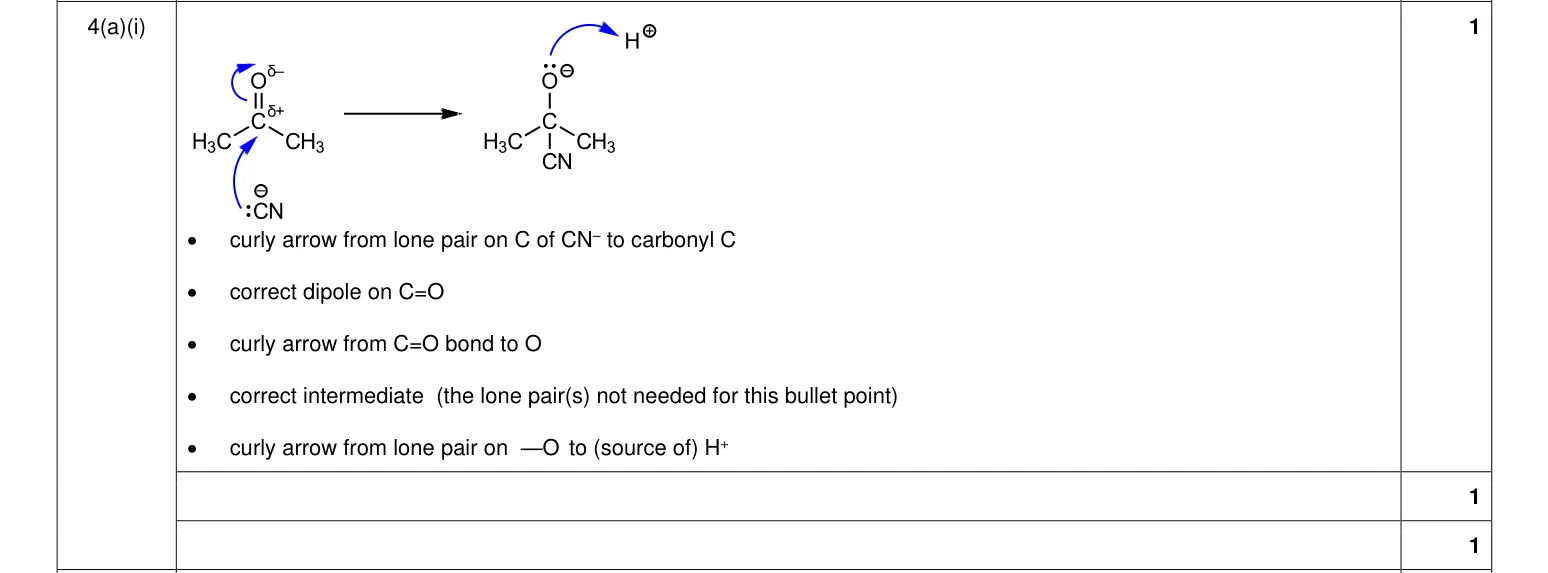 4(a)(i) 1
H⊕
Oδ– O⊖
Cδ+ C
H₃C CH₃ H₃C CH₃
CN
⊖
:CN
• curly arrow from lone pair on C of CN⁻ to carbonyl C
• correct dipole on C=O
• curly arrow from C=O bond to O
• correct intermediate (the lone pair(s) not needed for this bullet point)
• curly arrow from lone pair on —O to (source of) H⁺
1
1